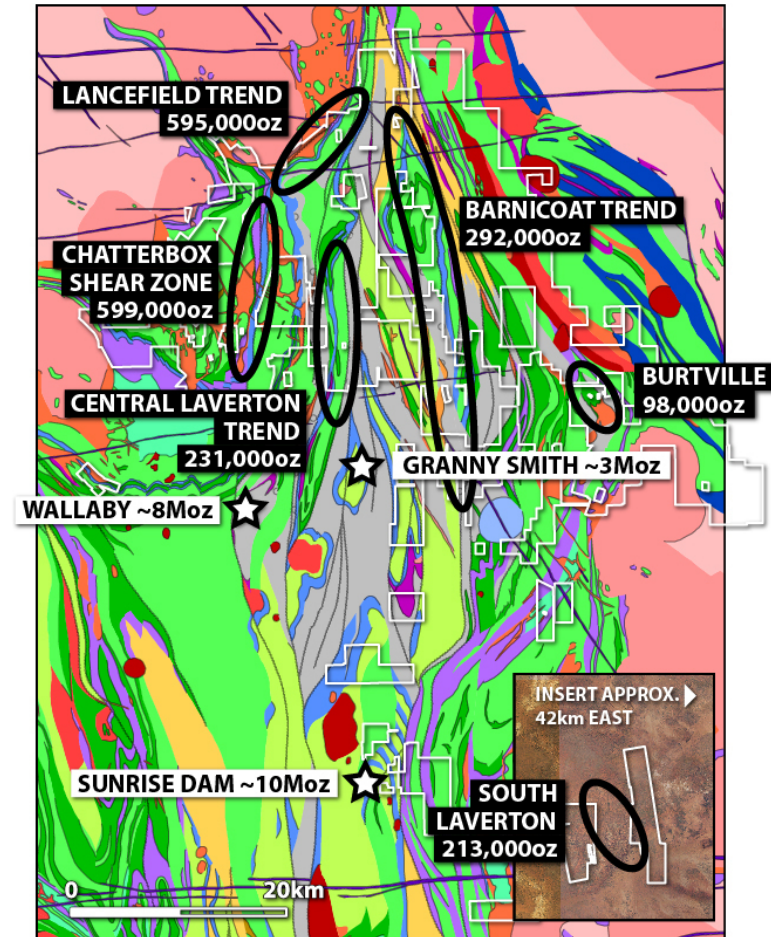 LANCEFIELD TREND
595,000oz
BARNICOAT TREND
292,000oz
CHATTERBOX
SHEAR ZONE
599,000oz
BURTVILLE
98,000oz
CENTRAL LAVERTON
TREND
231,000oz
GRANNY SMITH ~3Moz
WALLABY ~8Moz
INSERT APPROX.
42km EAST
SUNRISE DAM ~10Moz
SOUTH
LAVERTON
213,000oz
0 20km